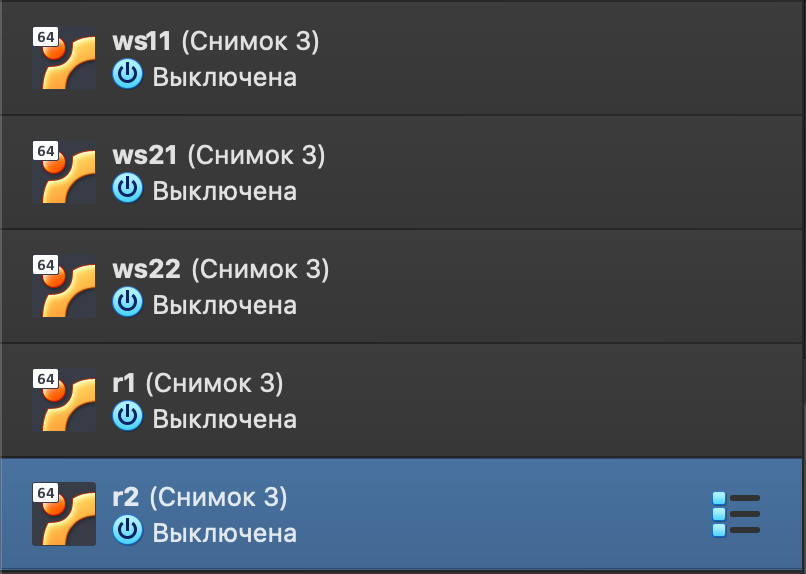 64
ws11 (Снимок 3)
Выключена
64
ws21 (Снимок 3)
Выключена
64
ws22 (Снимок 3)
Выключена
64
r1 (Снимок 3)
Выключена
64
r2 (Снимок 3)
Выключена